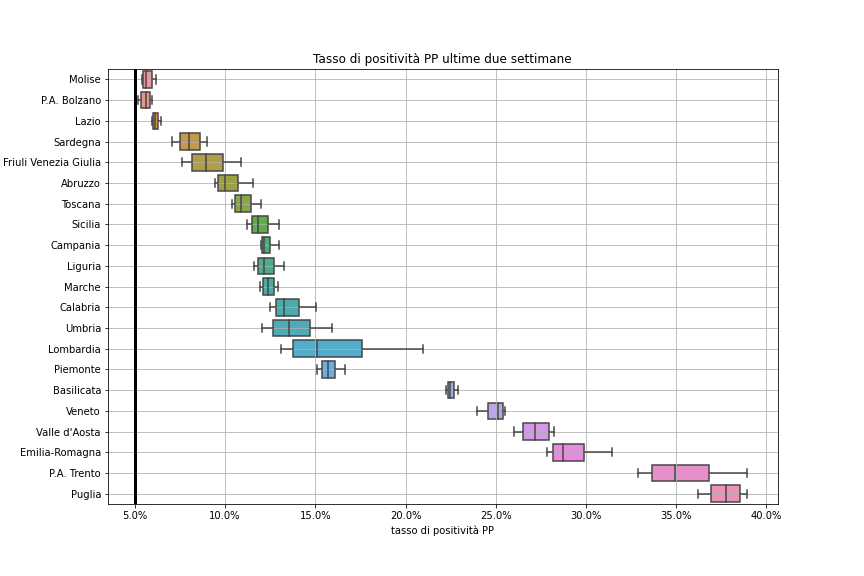 Tasso di positività PP ultime due settimane
Molise
P.A. Bolzano
Lazio
Sardegna
Friuli Venezia Giulia
Abruzzo
Toscana
Sicilia
Campania
Liguria
Marche
Calabria
Umbria
Lombardia
Piemonte
Basilicata
Veneto
Valle d'Aosta
Emilia-Romagna
P.A. Trento
Puglia
5.0% 10.0% 15.0% 20.0% 25.0% 30.0% 35.0% 40.0%
tasso di positività PP